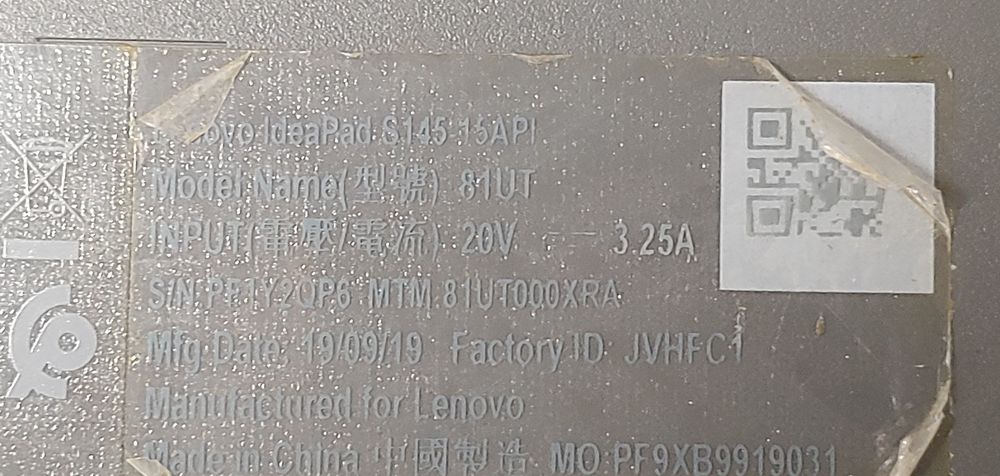 Lenovo IdeaPad S145-15API
Model Name(型號) 81UT
INPUT(電壓/電流) 20V ⎓ 3.25A
S/N:PF1Y2QP6 MTM:81UT000XRA
Mfg Date: 19/09/19 Factory ID: JVHFC1
Manufactured for Lenovo
Made in China 中國製造 MO:PF9XB9919031